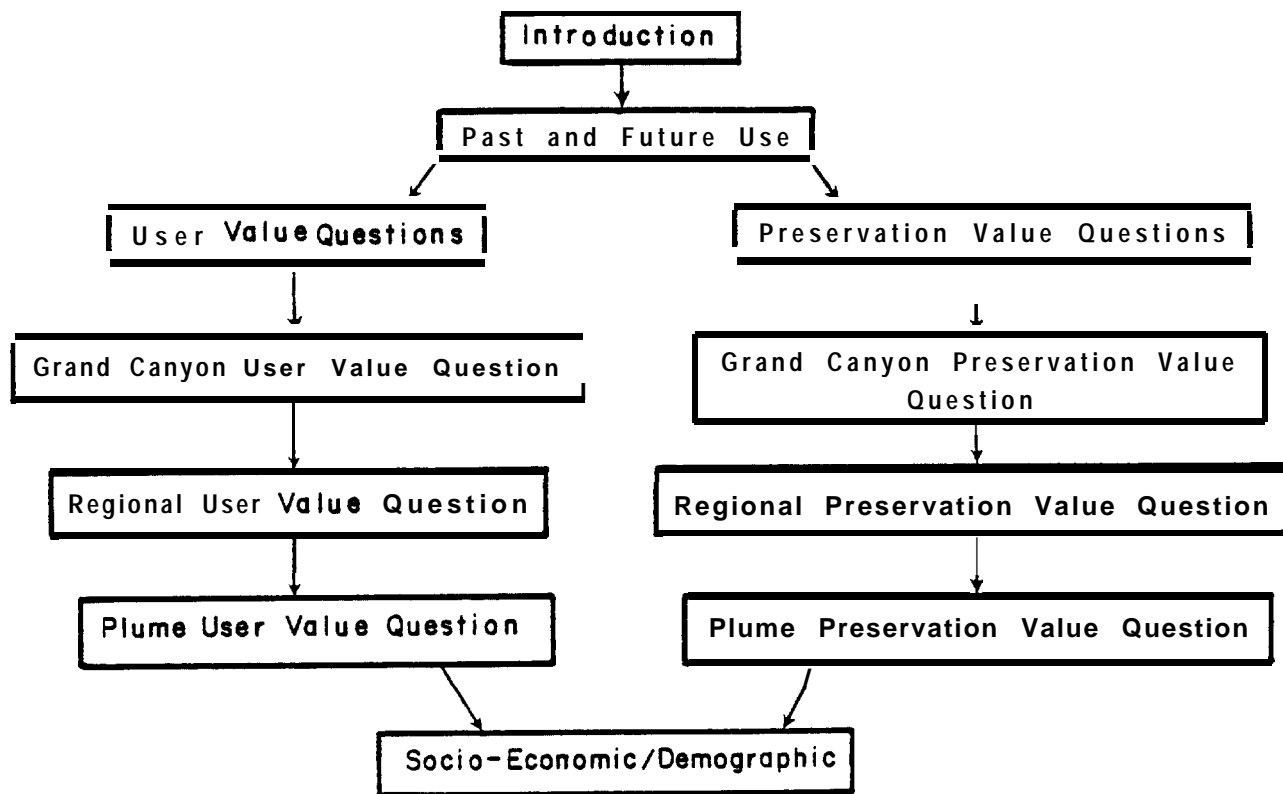 Introduction
Past and Future Use
User Value Questions
Preservation Value Questions
Grand Canyon User Value Question
Grand Canyon Preservation Value
Question
Regional User Value Question
Regional Preservation Value Question
Plume User Value Question
Plume Preservation Value Question
Socio-Economic/Demographic